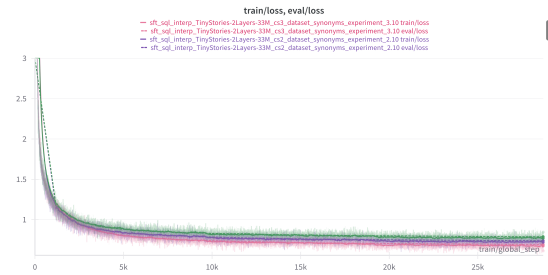 train/loss, eval/loss
sft_sql_interp_TinyStories-2Layers-33M_cs3_dataset_synonyms_experiment_3.10 train/loss
sft_sql_interp_TinyStories-2Layers-33M_cs3_dataset_synonyms_experiment_3.10 eval/loss
sft_sql_interp_TinyStories-2Layers-33M_cs2_dataset_synonyms_experiment_2.10 train/loss
sft_sql_interp_TinyStories-2Layers-33M_cs2_dataset_synonyms_experiment_2.10 eval/loss
3
2.5
2
1.5
1
train/global_step
0 5k 10k 15k 20k 25k